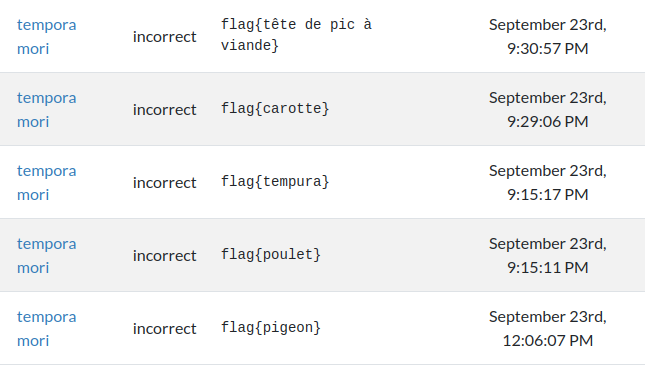 tempora mori incorrect flag{tête de pic à viande} September 23rd, 9:30:57 PM
tempora mori incorrect flag{carotte} September 23rd, 9:29:06 PM
tempora mori incorrect flag{tempura} September 23rd, 9:15:17 PM
tempora mori incorrect flag{poulet} September 23rd, 9:15:11 PM
tempora mori incorrect flag{pigeon} September 23rd, 12:06:07 PM